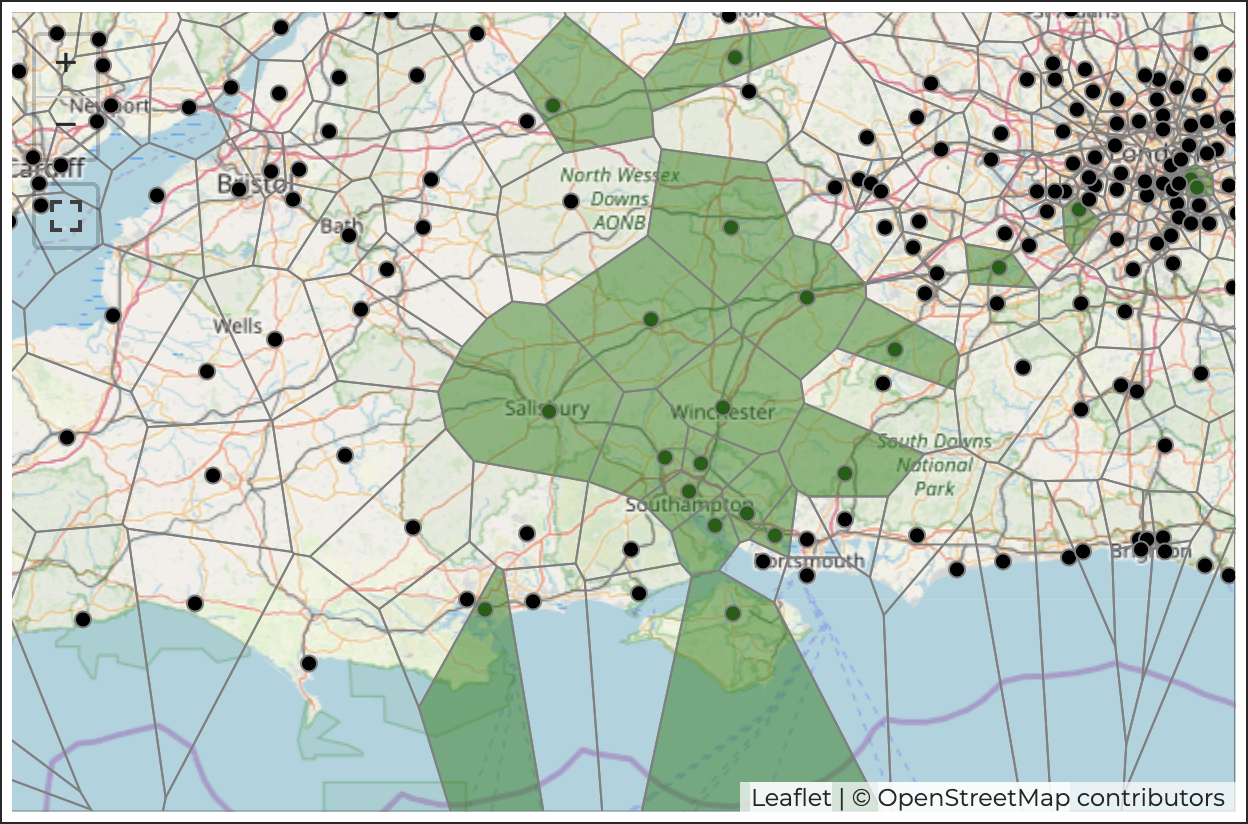 +
Newport
−
Cardiff
London
Bristol
North Wessex
Downs
AONB
Bath
Wells
Salisbury
Winchester
South Downs
National
Park
Southampton
Portsmouth
Brighton
Leaflet | © OpenStreetMap contributors